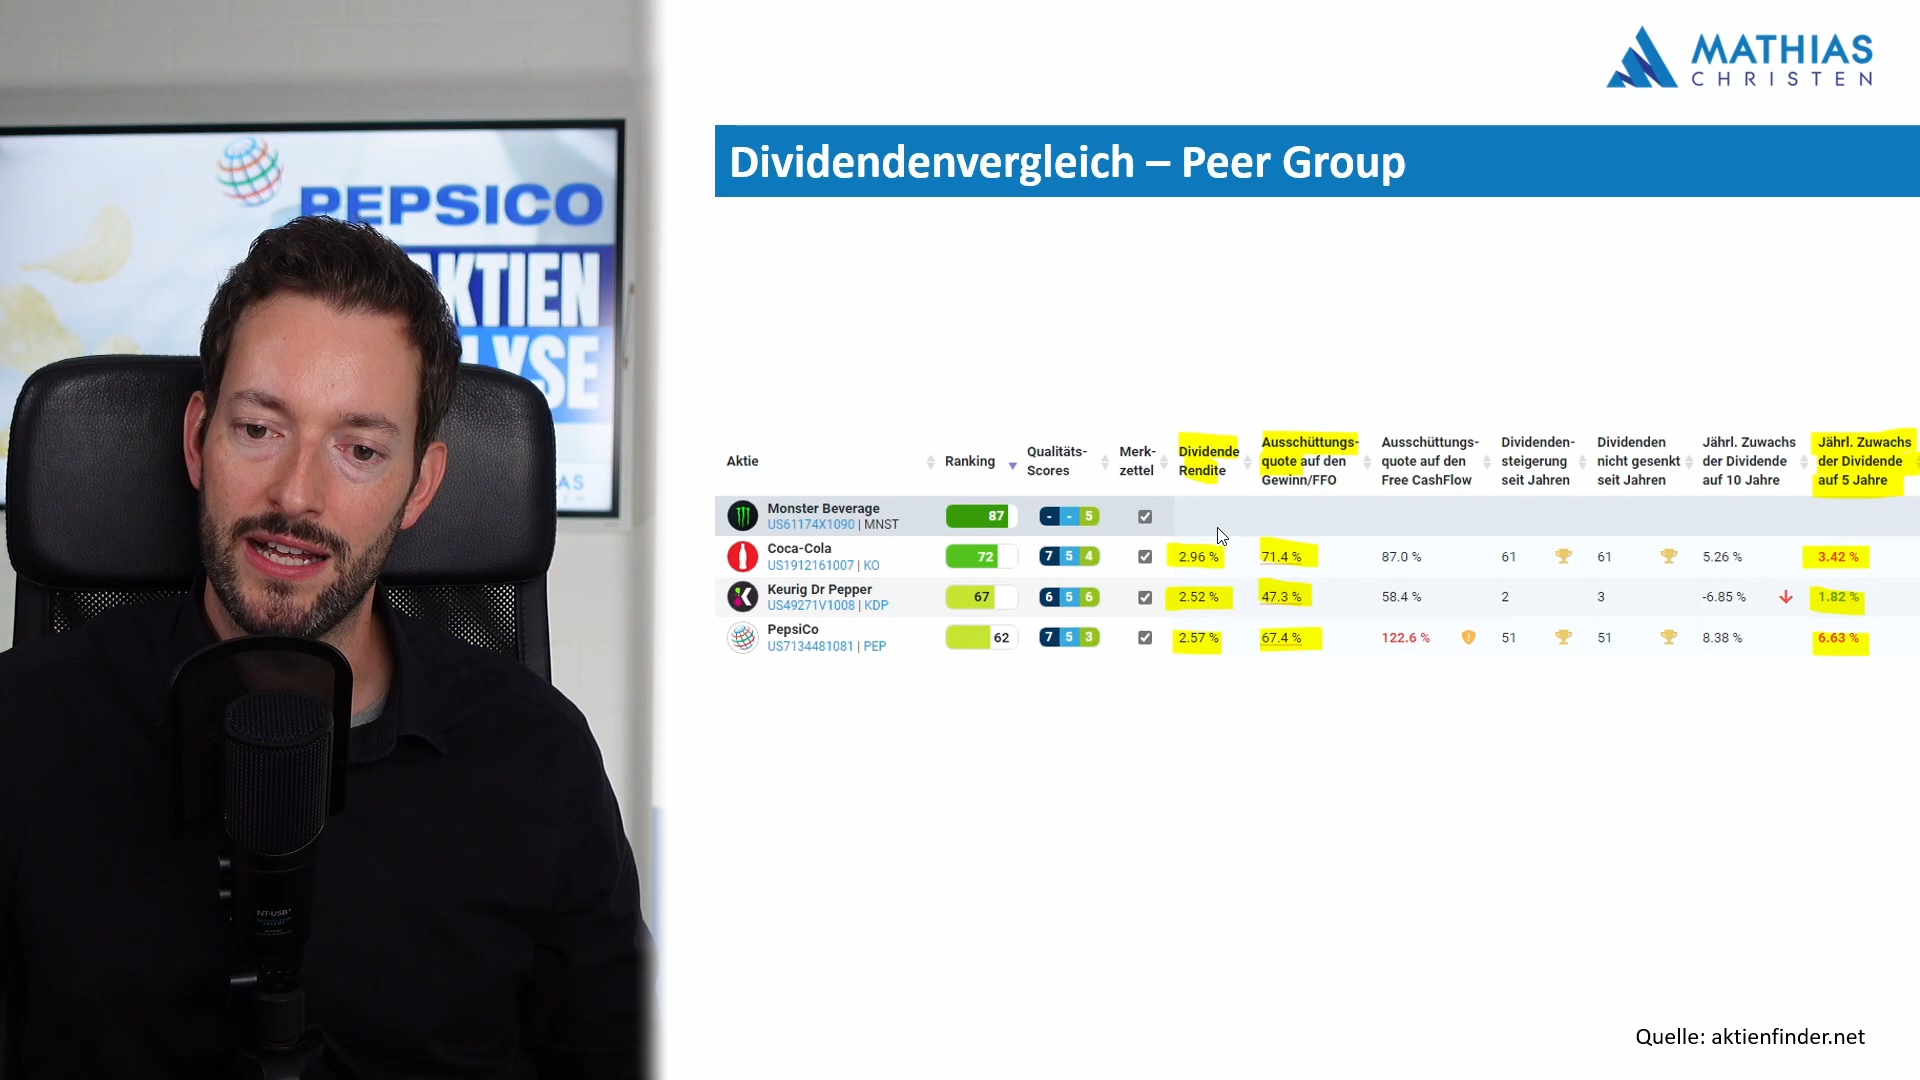 MATHIAS
CHRISTEN
Dividendenvergleich – Peer Group
PEPSICO
AKTIEN
LYSE
AS
NT-USB+
Aktie
Ranking
Qualitäts-
Scores
Merk-
zettel
Dividende
Rendite
Ausschüttungs-
quote auf den
Gewinn/FFO
Ausschüttungs-
quote auf den
Free CashFlow
Dividenden-
steigerung
seit Jahren
Dividenden
nicht gesenkt
seit Jahren
Jährl. Zuwachs
der Dividende
auf 10 Jahre
Jährl. Zuwachs
der Dividende
auf 5 Jahre
Monster Beverage
US61174X1090 | MNST
87 - - 5
Coca-Cola
US1912161007 | KO
72 7 5 4 2.96 % 71.4 % 87.0 % 61 61 5.26 % 3.42 %
Keurig Dr Pepper
US49271V1008 | KDP
67 6 5 6 2.52 % 47.3 % 58.4 % 2 3 -6.85 % 1.82 %
PepsiCo
US7134481081 | PEP
62 7 5 3 2.57 % 67.4 % 122.6 % 51 51 8.38 % 6.63 %
Quelle: aktienfinder.net